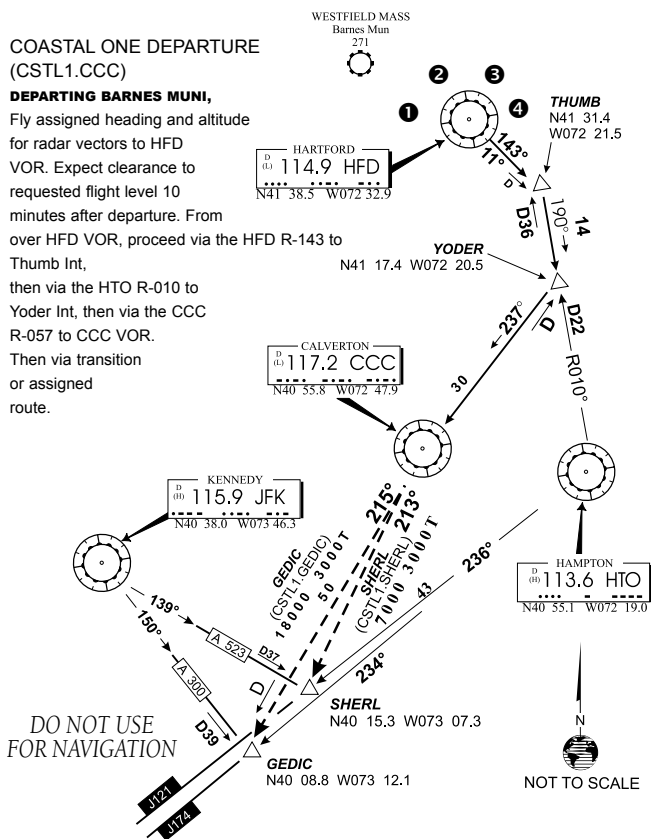 WESTFIELD MASS
Barnes Mun
271
COASTAL ONE DEPARTURE
(CSTL1.CCC)
DEPARTING BARNES MUNI,
Fly assigned heading and altitude
for radar vectors to HFD
VOR. Expect clearance to
requested flight level 10
minutes after departure. From
over HFD VOR, proceed via the HFD R-143 to
Thumb Int,
then via the HTO R-010 to
Yoder Int, then via the CCC
R-057 to CCC VOR.
Then via transition
or assigned
route.
❶
❷
❸
❹
THUMB
N41 31.4
W072 21.5
HARTFORD
D
(L) 114.9 HFD
N41 38.5 W072 32.9
143°
11°
D
D36
190°
14
YODER
N41 17.4 W072 20.5
237°
D
30
D22
R010°
CALVERTON
D
(L) 117.2 CCC
N40 55.8 W072 47.9
KENNEDY
D
(H) 115.9 JFK
N40 38.0 W073 46.3
HAMPTON
D
(H) 113.6 HTO
N40 55.1 W072 19.0
215°
213°
GEDIC
(CSTL1.GEDIC)
18000 3000T
50
SHERL
(CSTL1.SHERL)
7000 3000T
236°
43
234°
139°
A 523
D37
150°
A 300
D39
D
SHERL
N40 15.3 W073 07.3
GEDIC
N40 08.8 W073 12.1
J121
J174
DO NOT USE
FOR NAVIGATION
N
NOT TO SCALE